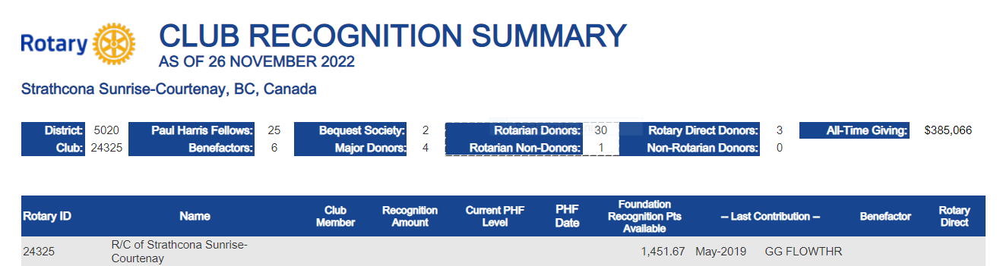 Rotary
CLUB RECOGNITION SUMMARY
AS OF 26 NOVEMBER 2022
Strathcona Sunrise-Courtenay, BC, Canada
District: 5020 Paul Harris Fellows: 25 Bequest Society: 2 Rotarian Donors: 30 Rotary Direct Donors: 3 All-Time Giving: $385,066
Club: 24325 Benefactors: 6 Major Donors: 4 Rotarian Non-Donors: 1 Non-Rotarian Donors: 0
Rotary ID Name Club Member Recognition Amount Current PHF Level PHF Date Foundation Recognition Pts Available -- Last Contribution -- Benefactor Rotary Direct
24325 R/C of Strathcona Sunrise- 1,451.67 May-2019 GG FLOWTHR
Courtenay